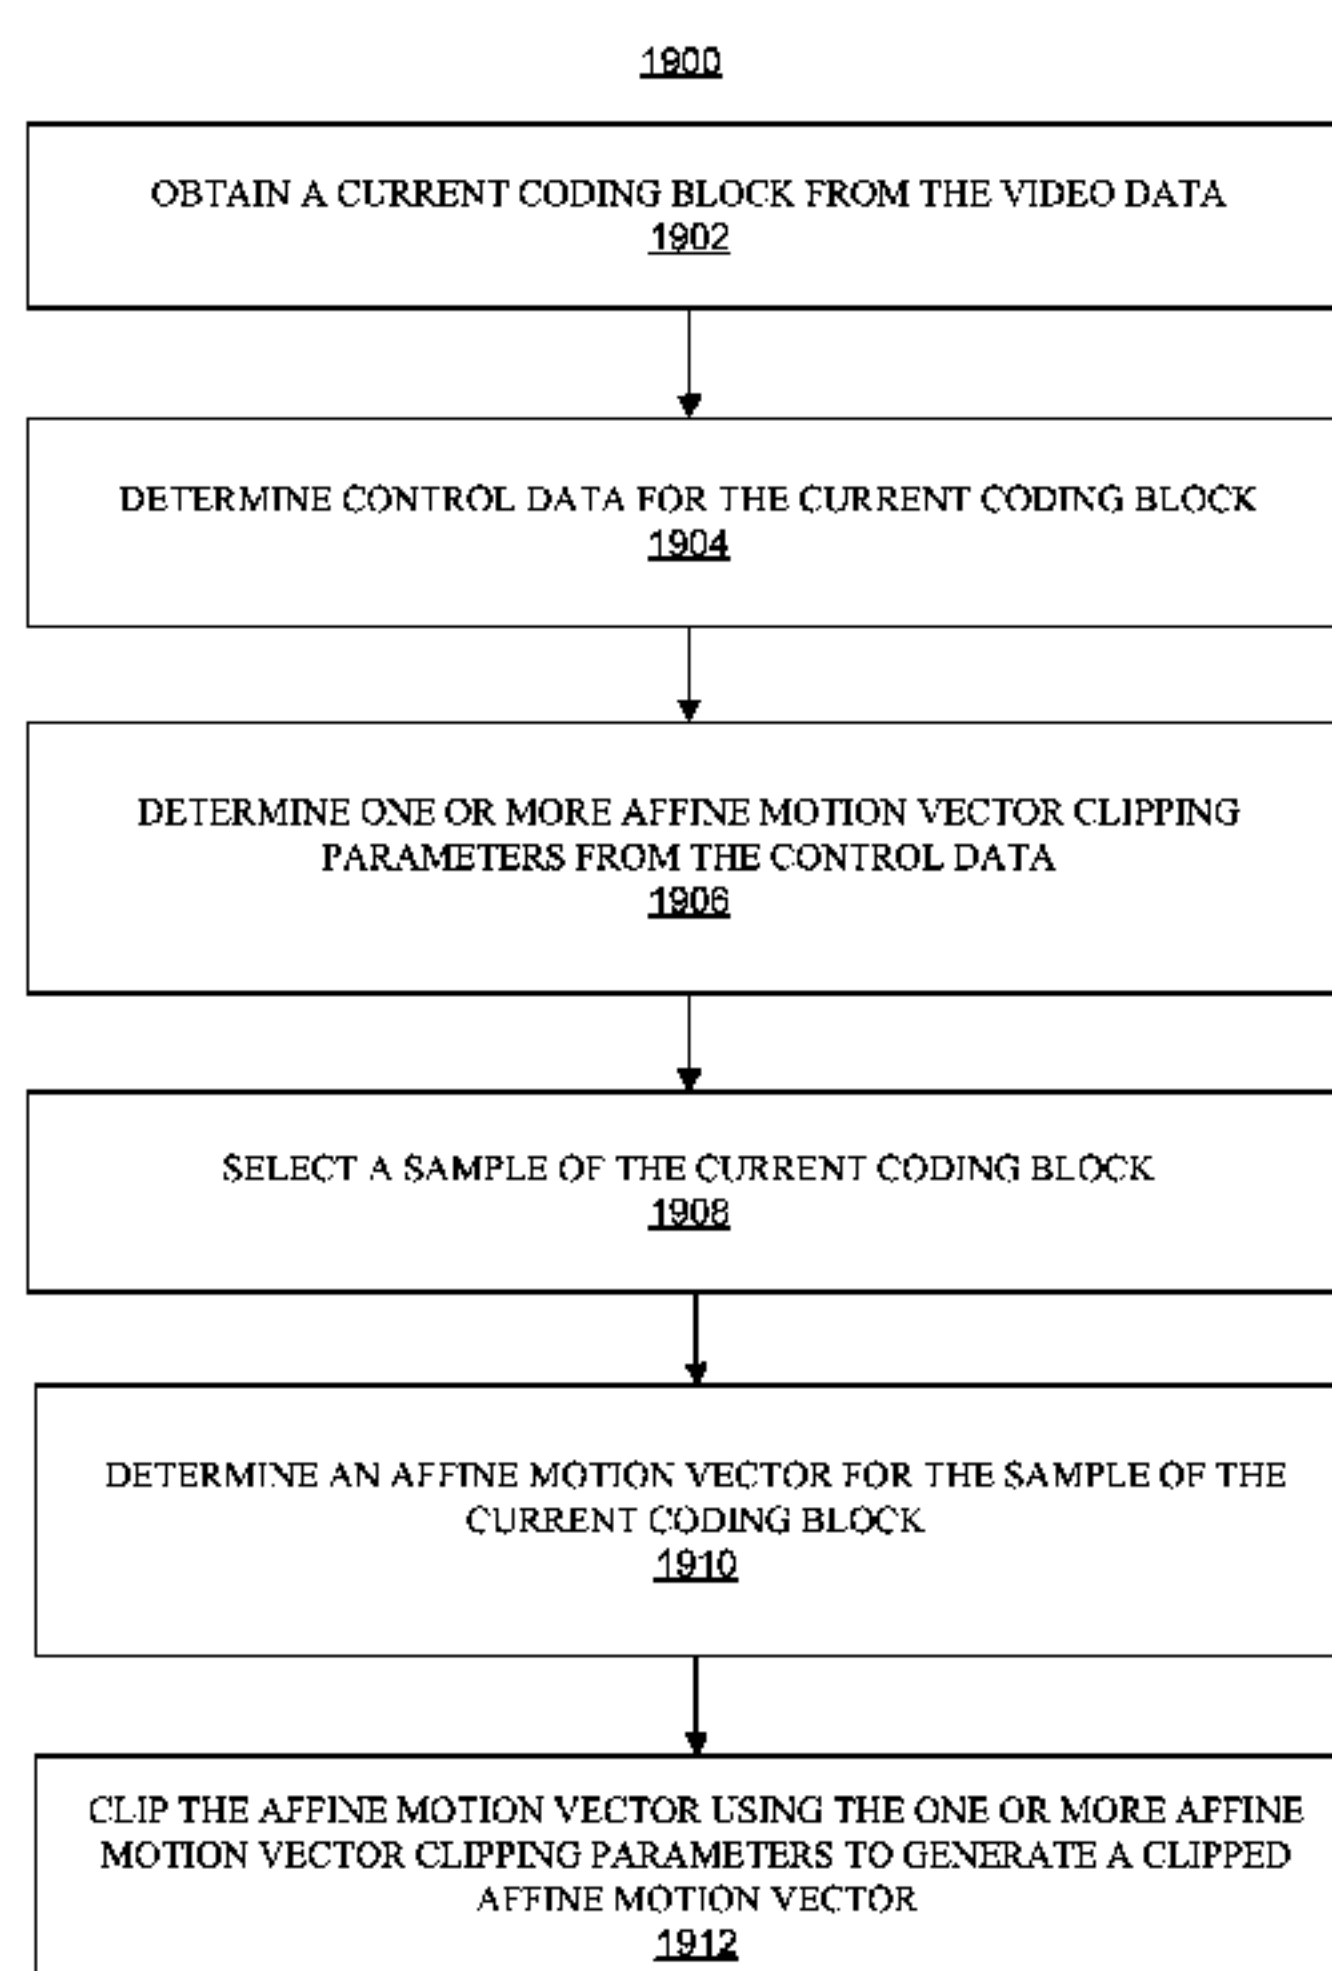 1900
OBTAIN A CURRENT CODING BLOCK FROM THE VIDEO DATA
1902
DETERMINE CONTROL DATA FOR THE CURRENT CODING BLOCK
1904
DETERMINE ONE OR MORE AFFINE MOTION VECTOR CLIPPING
PARAMETERS FROM THE CONTROL DATA
1906
SELECT A SAMPLE OF THE CURRENT CODING BLOCK
1908
DETERMINE AN AFFINE MOTION VECTOR FOR THE SAMPLE OF THE
CURRENT CODING BLOCK
1910
CLIP THE AFFINE MOTION VECTOR USING THE ONE OR MORE AFFINE
MOTION VECTOR CLIPPING PARAMETERS TO GENERATE A CLIPPED
AFFINE MOTION VECTOR
1912